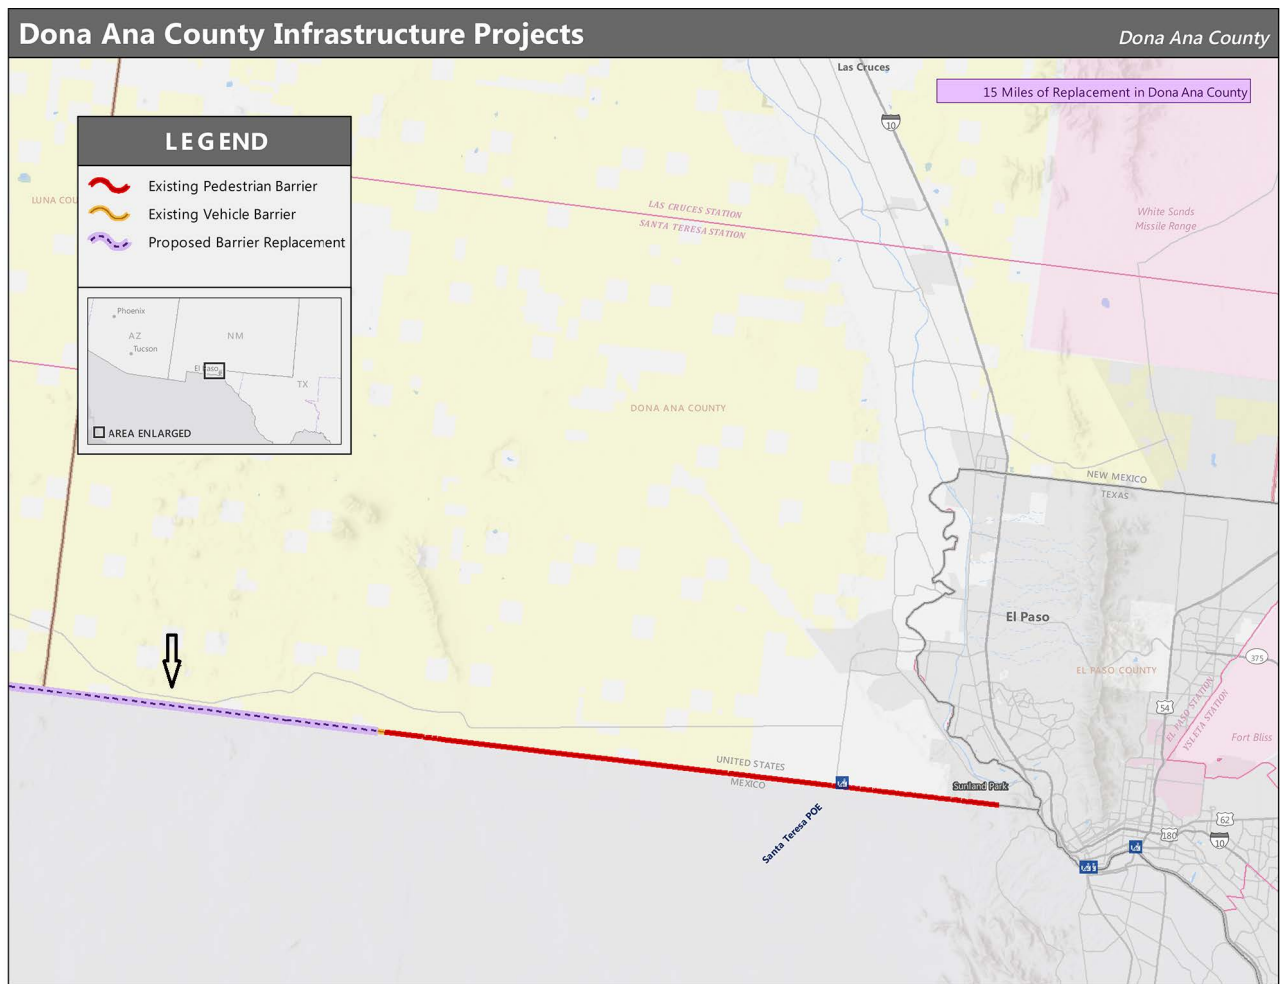 Dona Ana County Infrastructure Projects
Dona Ana County
Las Cruces
15 Miles of Replacement in Dona Ana County
10
LEGEND
Existing Pedestrian Barrier
Existing Vehicle Barrier
Proposed Barrier Replacement
LUNA COU
LAS CRUCES STATION
SANTA TERESA STATION
White Sands
Missile Range
Phoenix
AZ
NM
Tucson
El Paso
TX
AREA ENLARGED
DONA ANA COUNTY
NEW MEXICO
TEXAS
El Paso
EL PASO COUNTY
375
54
EL PASO STATION
YSLETA STATION
Fort Bliss
UNITED STATES
MEXICO
Sunland Park
Santa Teresa POE
62
180
10